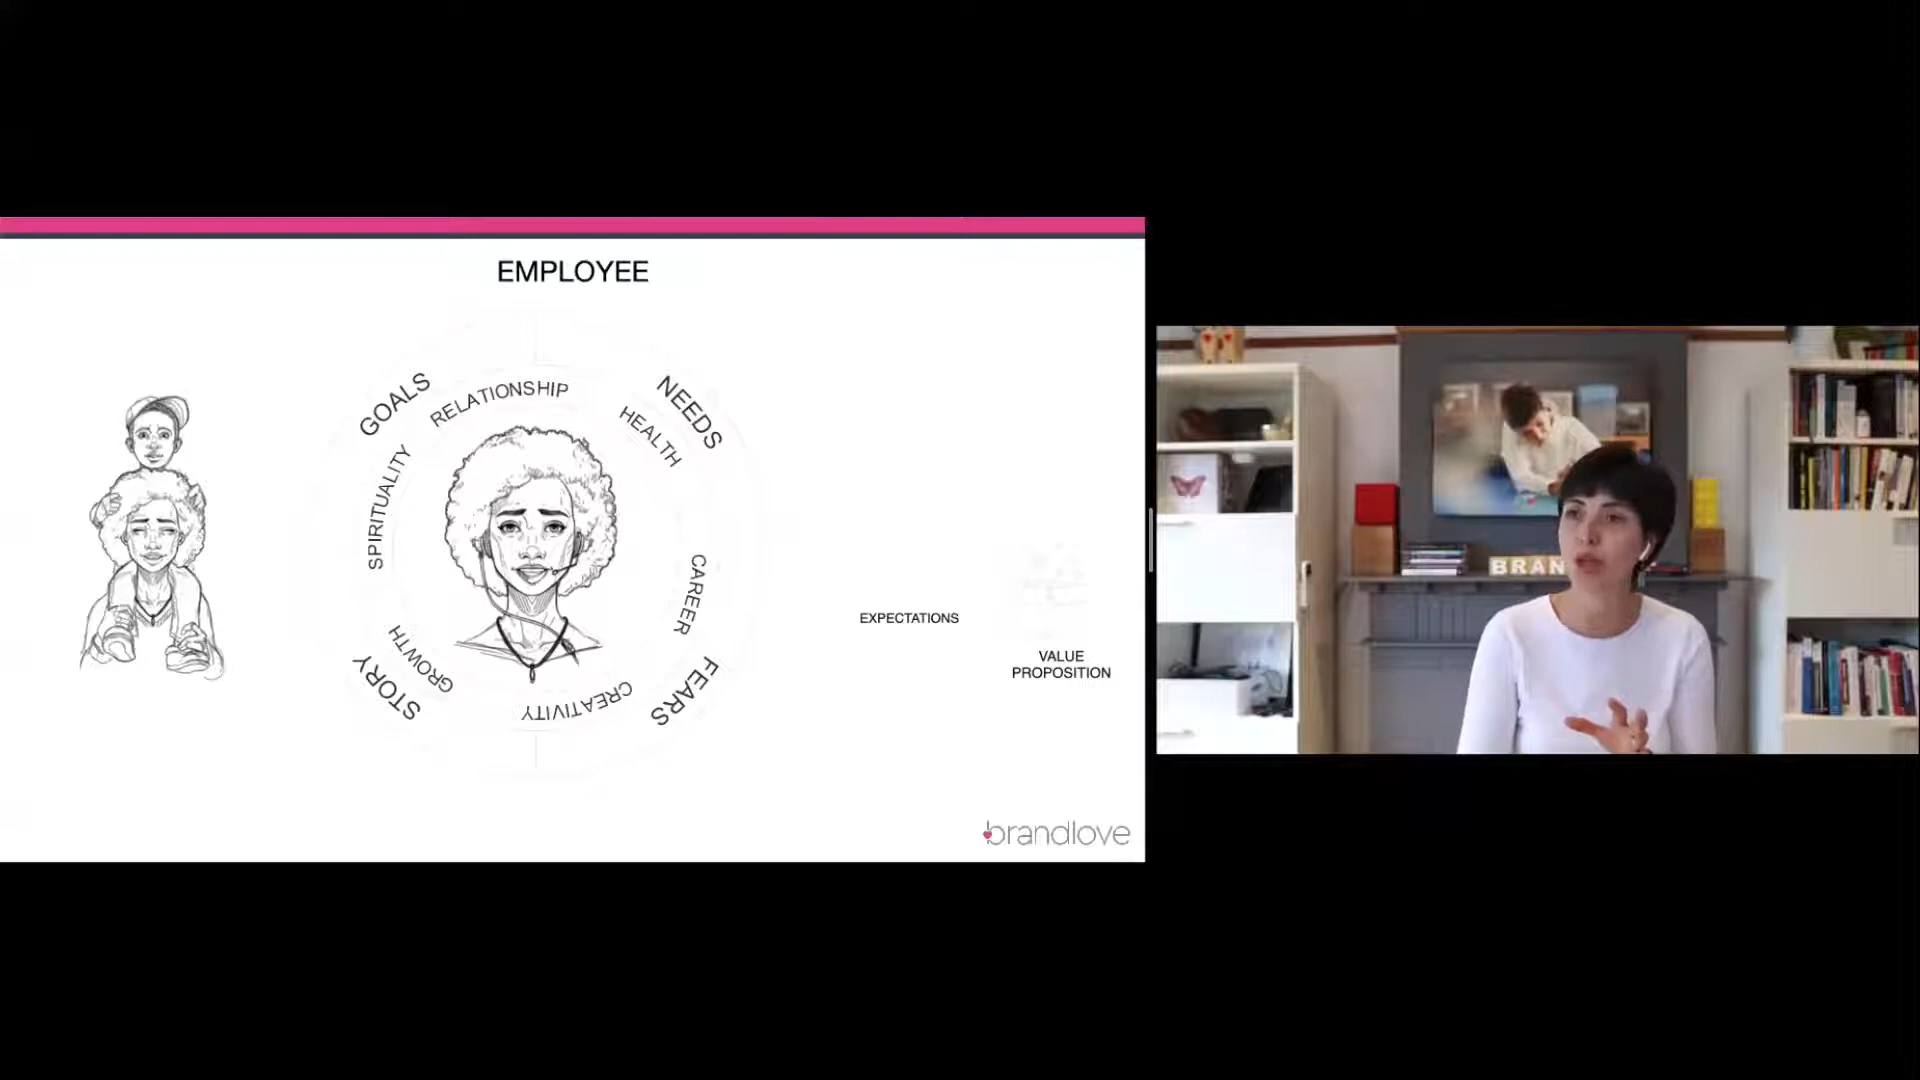 EMPLOYEE
GOALS
NEEDS
RELATIONSHIP
HEALTH
SPIRITUALITY
CAREER
GROWTH
STORY
CREATIVITY
FEARS
EXPECTATIONS
VALUE
PROPOSITION
brandlove
BRAN